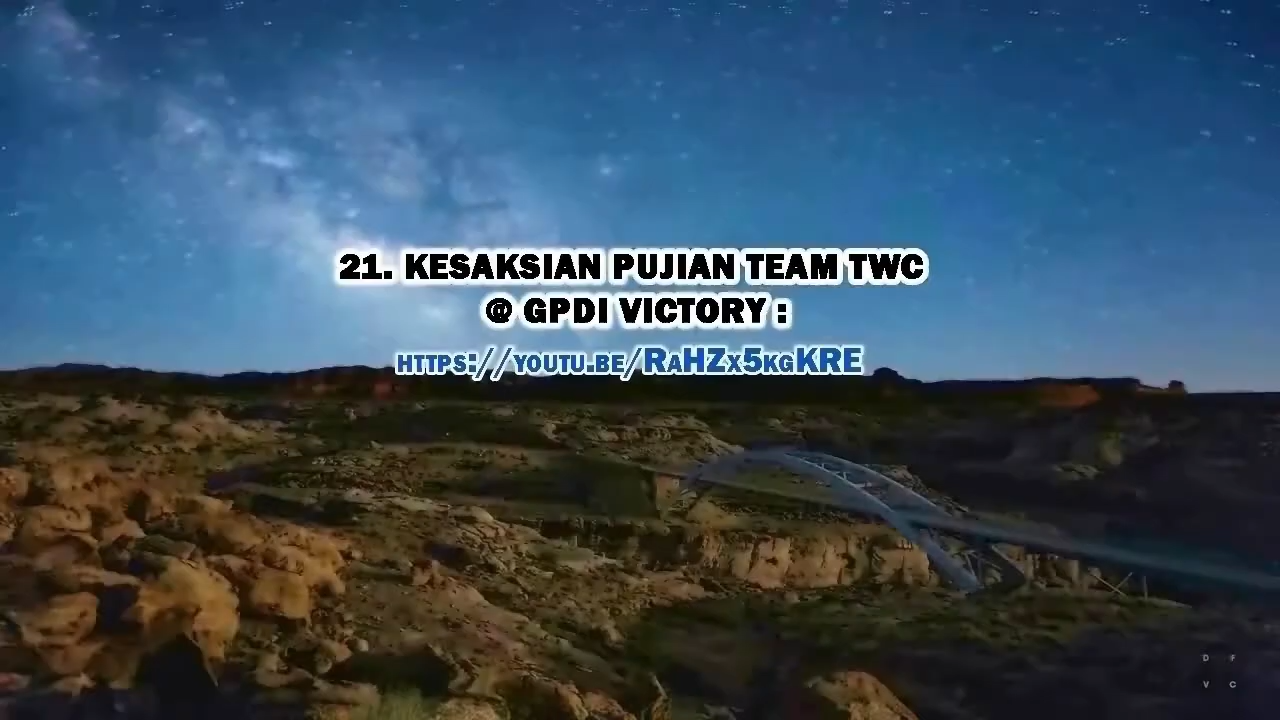 21. KESAKSIAN PUJIAN TEAM TWC
@ GPDI VICTORY :
HTTPS://YOUTU.BE/RAHZX5KGKRE
D F
V C